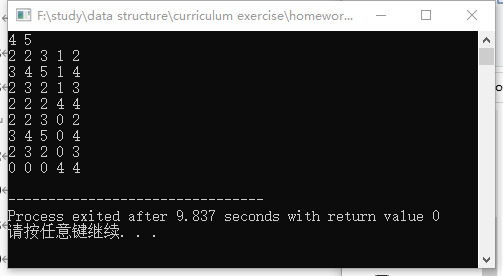 F:\study\data structure\curriculum exercise\homewor...
4 5
2 2 3 1 2
3 4 5 1 4
2 3 2 1 3
2 2 2 4 4
2 2 3 0 2
3 4 5 0 4
2 3 2 0 3
0 0 0 4 4
--------------------------------
Process exited after 9.837 seconds with return value 0
请按任意键继续. . .